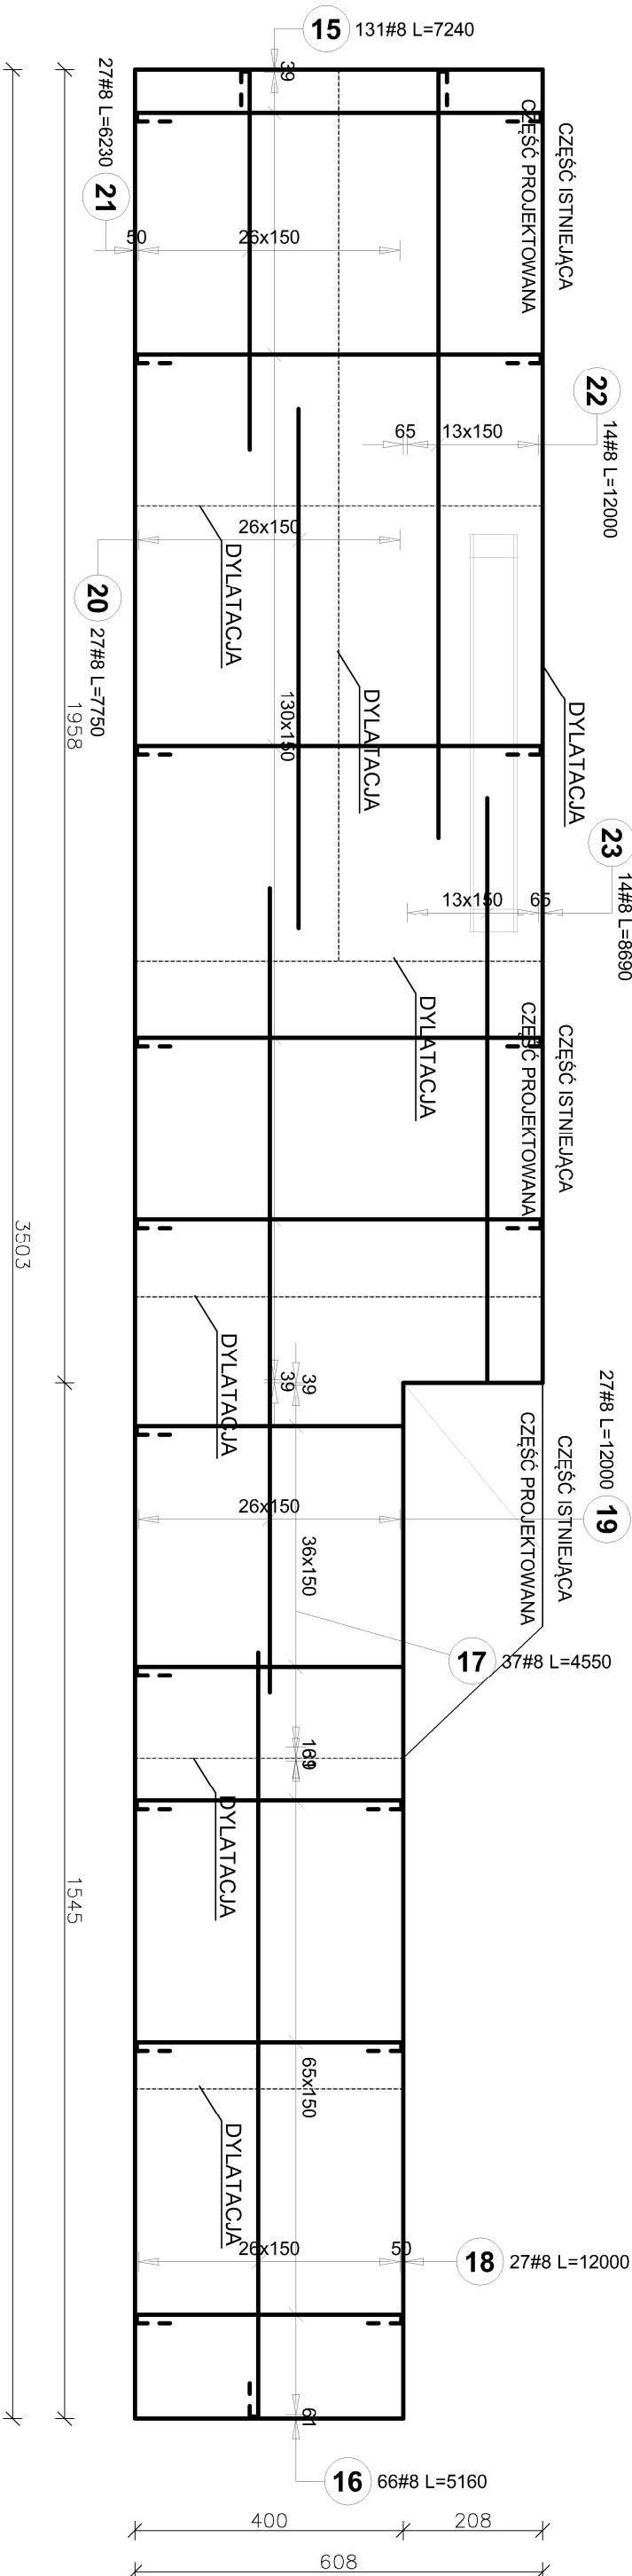 15 131#8 L=7240
39
27#8 L=6230
21
50
26x150
CZĘŚĆ ISTNIEJĄCA
CZĘŚĆ PROJEKTOWANA
22 14#8 L=12000
65
13x150
26x150
DYLATACJA
20 27#8 L=7750
1958
130x150
DYLATACJA
DYLATACJA
23 14#8 L=8690
13x150
65
DYLATACJA
CZĘŚĆ ISTNIEJĄCA
CZĘŚĆ PROJEKTOWANA
3503
DYLATACJA
39
39
27#8 L=12000
19
CZĘŚĆ ISTNIEJĄCA
CZĘŚĆ PROJEKTOWANA
26x150
36x150
17 37#8 L=4550
DYLATACJA
1545
65x150
DYLATACJA
26x150
50
18 27#8 L=12000
61
16 66#8 L=5160
400
208
608